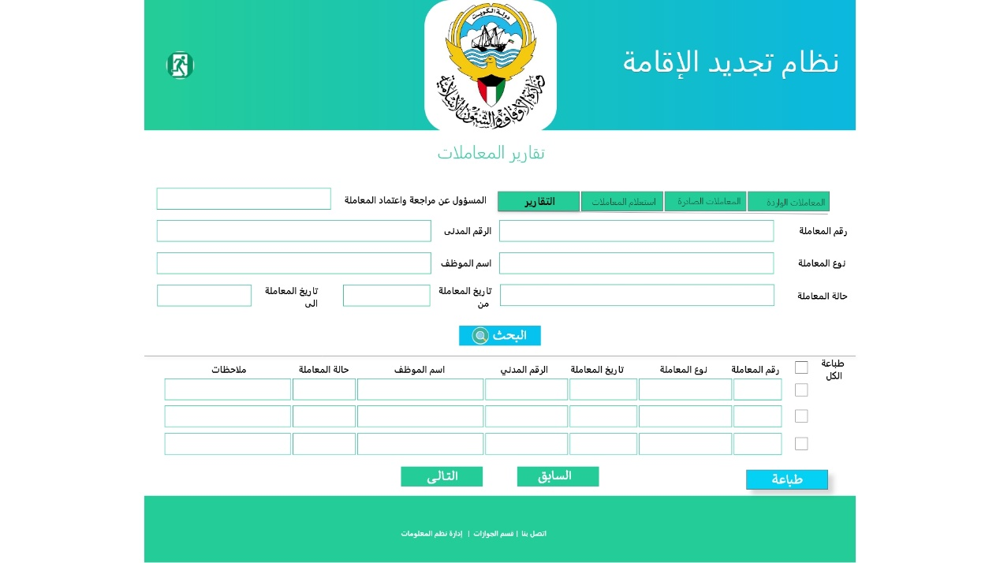 دولة الكويت
وزارة الأوقاف والشئون الإسلامية
نظام تجديد الإقامة
تقارير المعاملات
المعاملات الواردة
المعاملات الصادرة
استعلام المعاملات
التقارير
المسؤول عن مراجعة واعتماد المعاملة
رقم المعاملة
الرقم المدنى
نوع المعاملة
اسم الموظف
حالة المعاملة
تاريخ المعاملة
من
تاريخ المعاملة
الى
البحث
طباعة
الكل
رقم المعاملة
نوع المعاملة
تاريخ المعاملة
الرقم المدني
اسم الموظف
حالة المعاملة
ملاحظات
طباعة
السابق
التالى
اتصل بنا | قسم الجوازات | إدارة نظم المعلومات